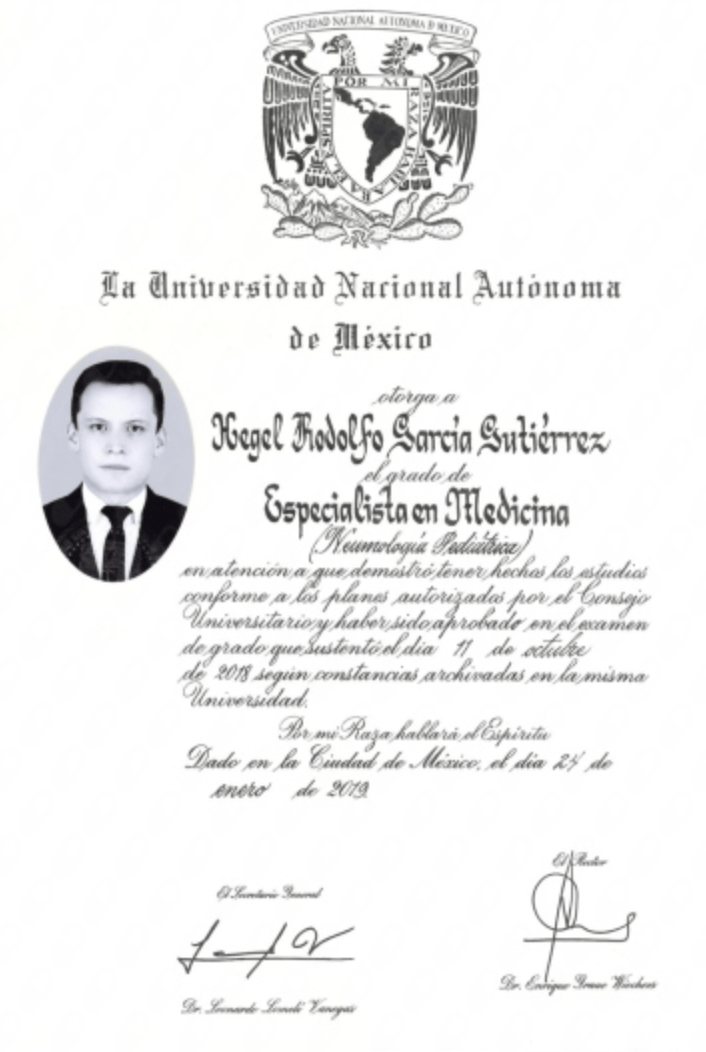 UNIVERSIDAD NACIONAL AUTONOMA D MEXICO
POR MI RAZA HABLARA EL ESPIRITU
La Universidad Nacional Autónoma
de México
otorga a
Hegel Rodolfo García Gutiérrez
el grado de
Especialista en Medicina
(Neumología Pediátrica)
en atención a que demostró tener hechos los estudios
conforme a los planes autorizados por el Consejo
Universitario y haber sido aprobado en el examen
de grado que sustentó el día 11 de octubre
de 2018 según constancias archivadas en la misma
Universidad.
Por mi Raza hablará el Espíritu
Dado en la Ciudad de México, el día 24 de
enero de 2019
El Rector
El Secretario General
Dr. Enrique Graue Wiechers
Dr. Leonardo Lomelí Vanegas